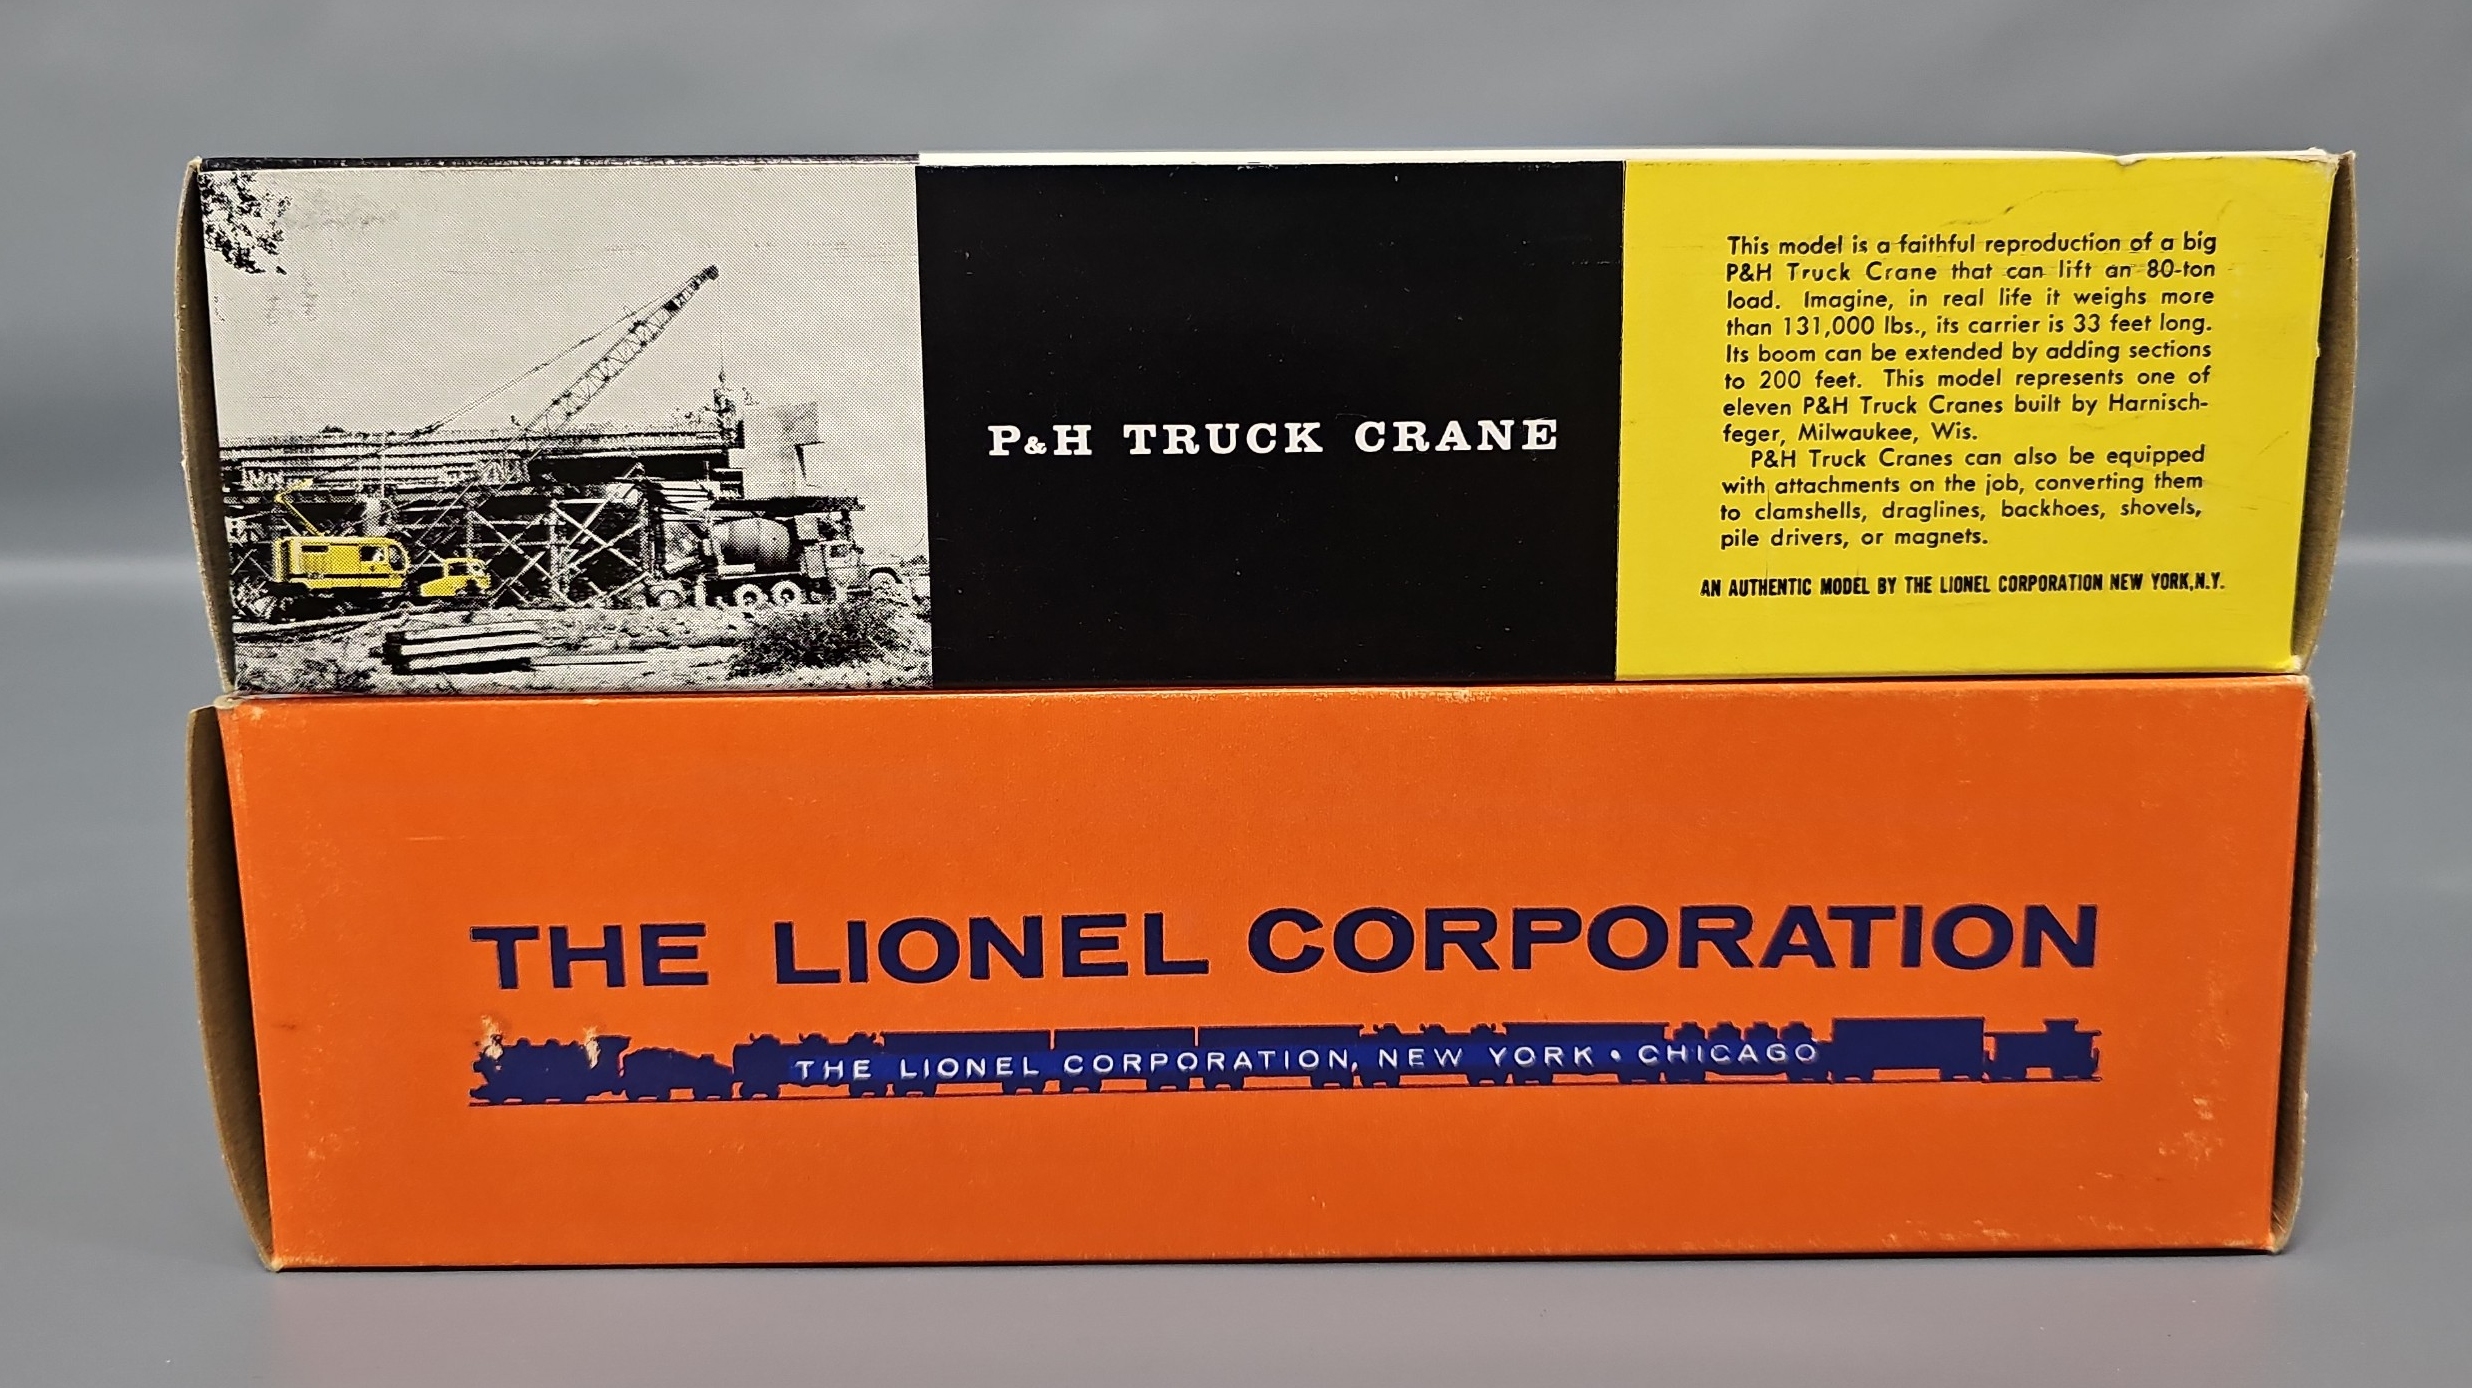 P&H TRUCK CRANE
This model is a faithful reproduction of a big
P&H Truck Crane that can lift an 80-ton
load. Imagine, in real life it weighs more
than 131,000 lbs., its carrier is 33 feet long.
Its boom can be extended by adding sections
to 200 feet. This model represents one of
eleven P&H Truck Cranes built by Harnisch-
feger, Milwaukee, Wis.
P&H Truck Cranes can also be equipped
with attachments on the job, converting them
to clamshells, draglines, backhoes, shovels,
pile drivers, or magnets.
AN AUTHENTIC MODEL BY THE LIONEL CORPORATION NEW YORK,N.Y.
THE LIONEL CORPORATION
THE LIONEL CORPORATION, NEW YORK • CHICAGO